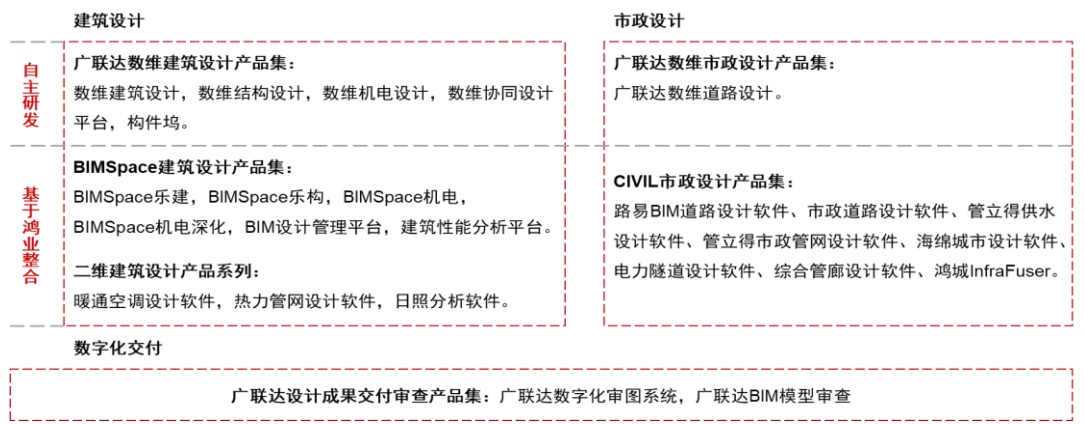 建筑设计
市政设计
自主研发
广联达数维建筑设计产品集：
数维建筑设计，数维结构设计，数维机电设计，数维协同设计
平台，构件坞。
广联达数维市政设计产品集：
广联达数维道路设计。
基于鸿业整合
BIMSpace建筑设计产品集：
BIMSpace乐建，BIMSpace乐构，BIMSpace机电，
BIMSpace机电深化，BIM设计管理平台，建筑性能分析平台。
二维建筑设计产品系列：
暖通空调设计软件，热力管网设计软件，日照分析软件。
CIVIL市政设计产品集：
路易BIM道路设计软件、市政道路设计软件、管立得供水
设计软件、管立得市政管网设计软件、海绵城市设计软件、
电力隧道设计软件、综合管廊设计软件、鸿城InfraFuser。
数字化交付
广联达设计成果交付审查产品集：广联达数字化审图系统，广联达BIM模型审查